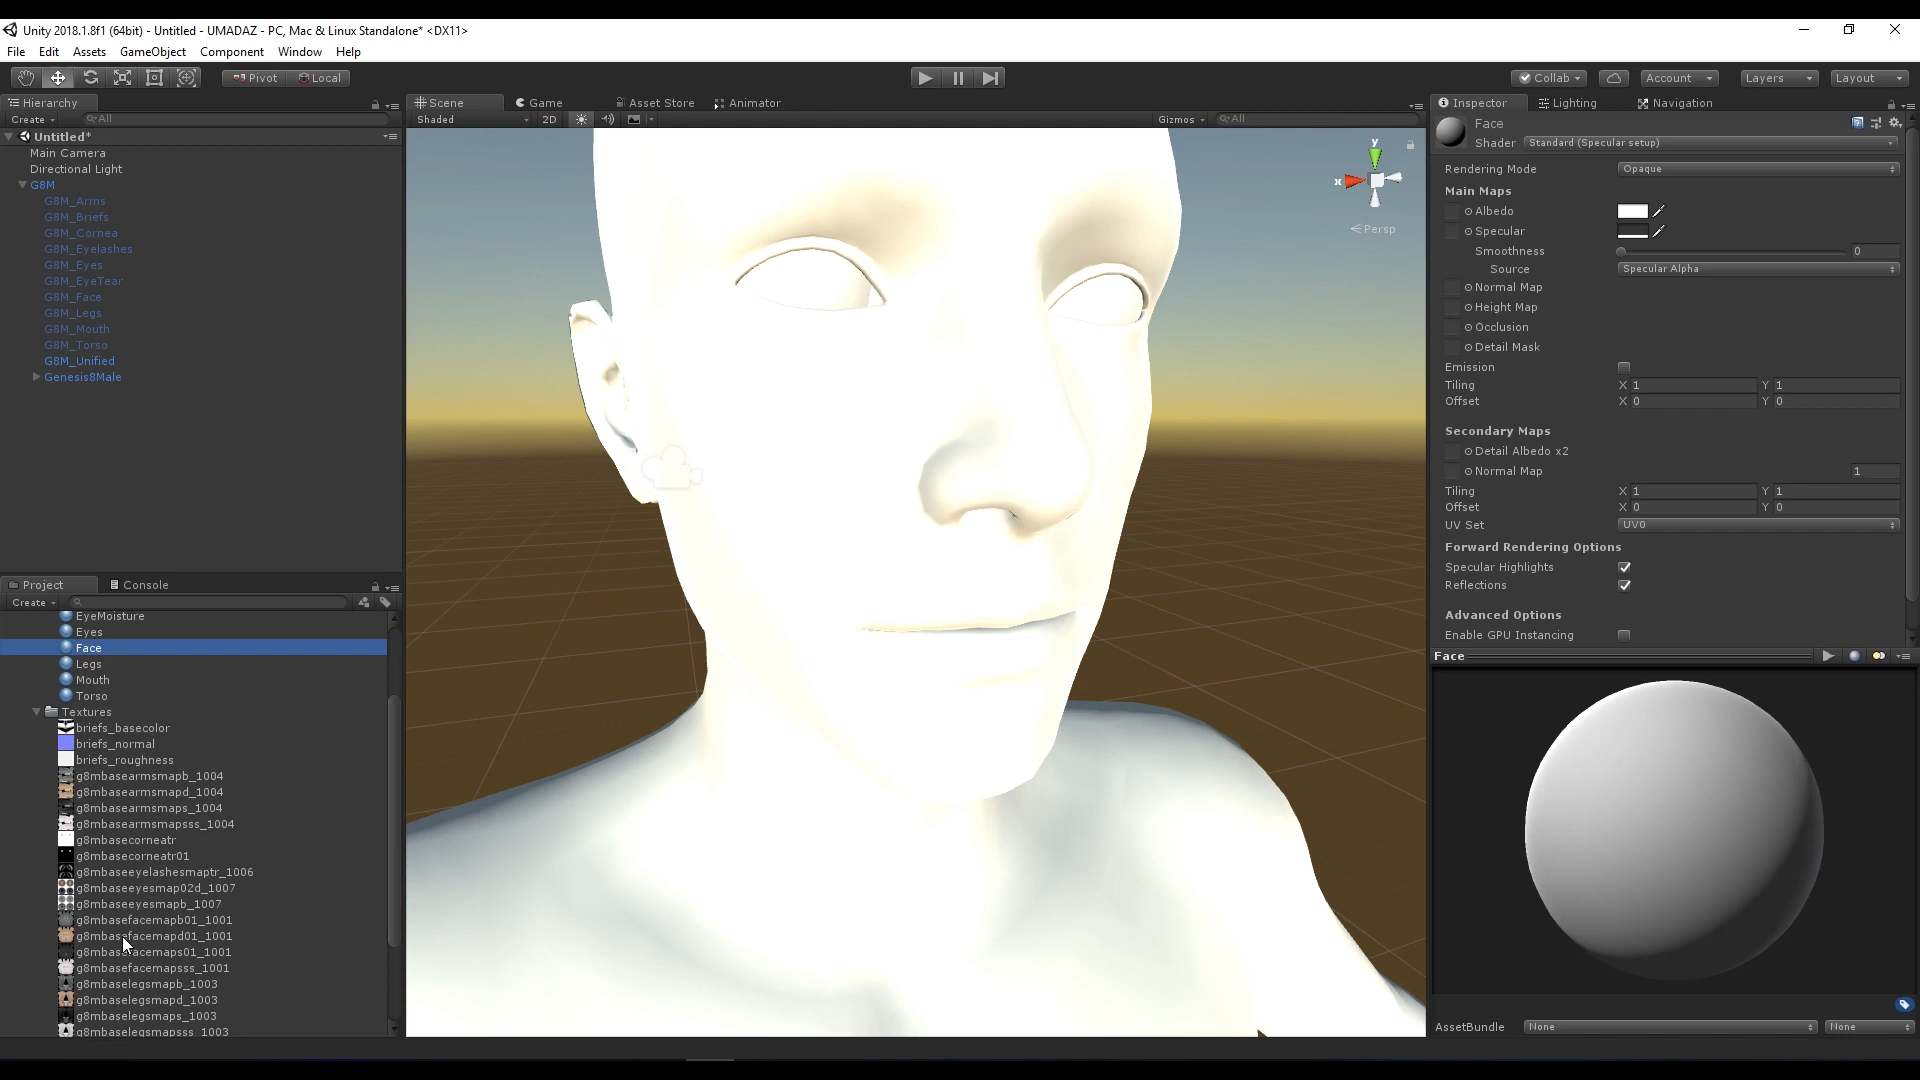 Unity 2018.1.8f1 (64bit) - Untitled - UMADAZ - PC, Mac & Linux Standalone* <DX11>
File Edit Assets GameObject Component Window Help
Pivot Local
Collab Account Layers Layout
Hierarchy
Create All
Untitled*
Main Camera
Directional Light
G8M
G8M_Arms
G8M_Briefs
G8M_Cornea
G8M_Eyelashes
G8M_Eyes
G8M_EyeTear
G8M_Face
G8M_Legs
G8M_Mouth
G8M_Torso
G8M_Unified
Genesis8Male
Project Console
Create
EyeMoisture
Eyes
Face
Legs
Mouth
Torso
Textures
briefs_basecolor
briefs_normal
briefs_roughness
g8mbasearmsmapb_1004
g8mbasearmsmapd_1004
g8mbasearmsmaps_1004
g8mbasearmsmapsss_1004
g8mbasecorneatr
g8mbasecorneatr01
g8mbaseeyelashesmaptr_1006
g8mbaseeyesmap02d_1007
g8mbaseeyesmapb_1007
g8mbasefacemapb01_1001
g8mbasefacemapd01_1001
g8mbasefacemaps01_1001
g8mbasefacemapsss_1001
g8mbaselegsmapb_1003
g8mbaselegsmapd_1003
g8mbaselegsmaps_1003
g8mbaselegsmapsss_1003
Scene Game Asset Store Animator
Shaded 2D Gizmos All
y
x
Persp
Inspector Lighting Navigation
Face
Shader Standard (Specular setup)
Rendering Mode Opaque
Main Maps
Albedo
Specular
Smoothness 0
Source Specular Alpha
Normal Map
Height Map
Occlusion
Detail Mask
Emission
Tiling X 1 Y 1
Offset X 0 Y 0
Secondary Maps
Detail Albedo x2
Normal Map 1
Tiling X 1 Y 1
Offset X 0 Y 0
UV Set UV0
Forward Rendering Options
Specular Highlights
Reflections
Advanced Options
Enable GPU Instancing
Face
AssetBundle None None